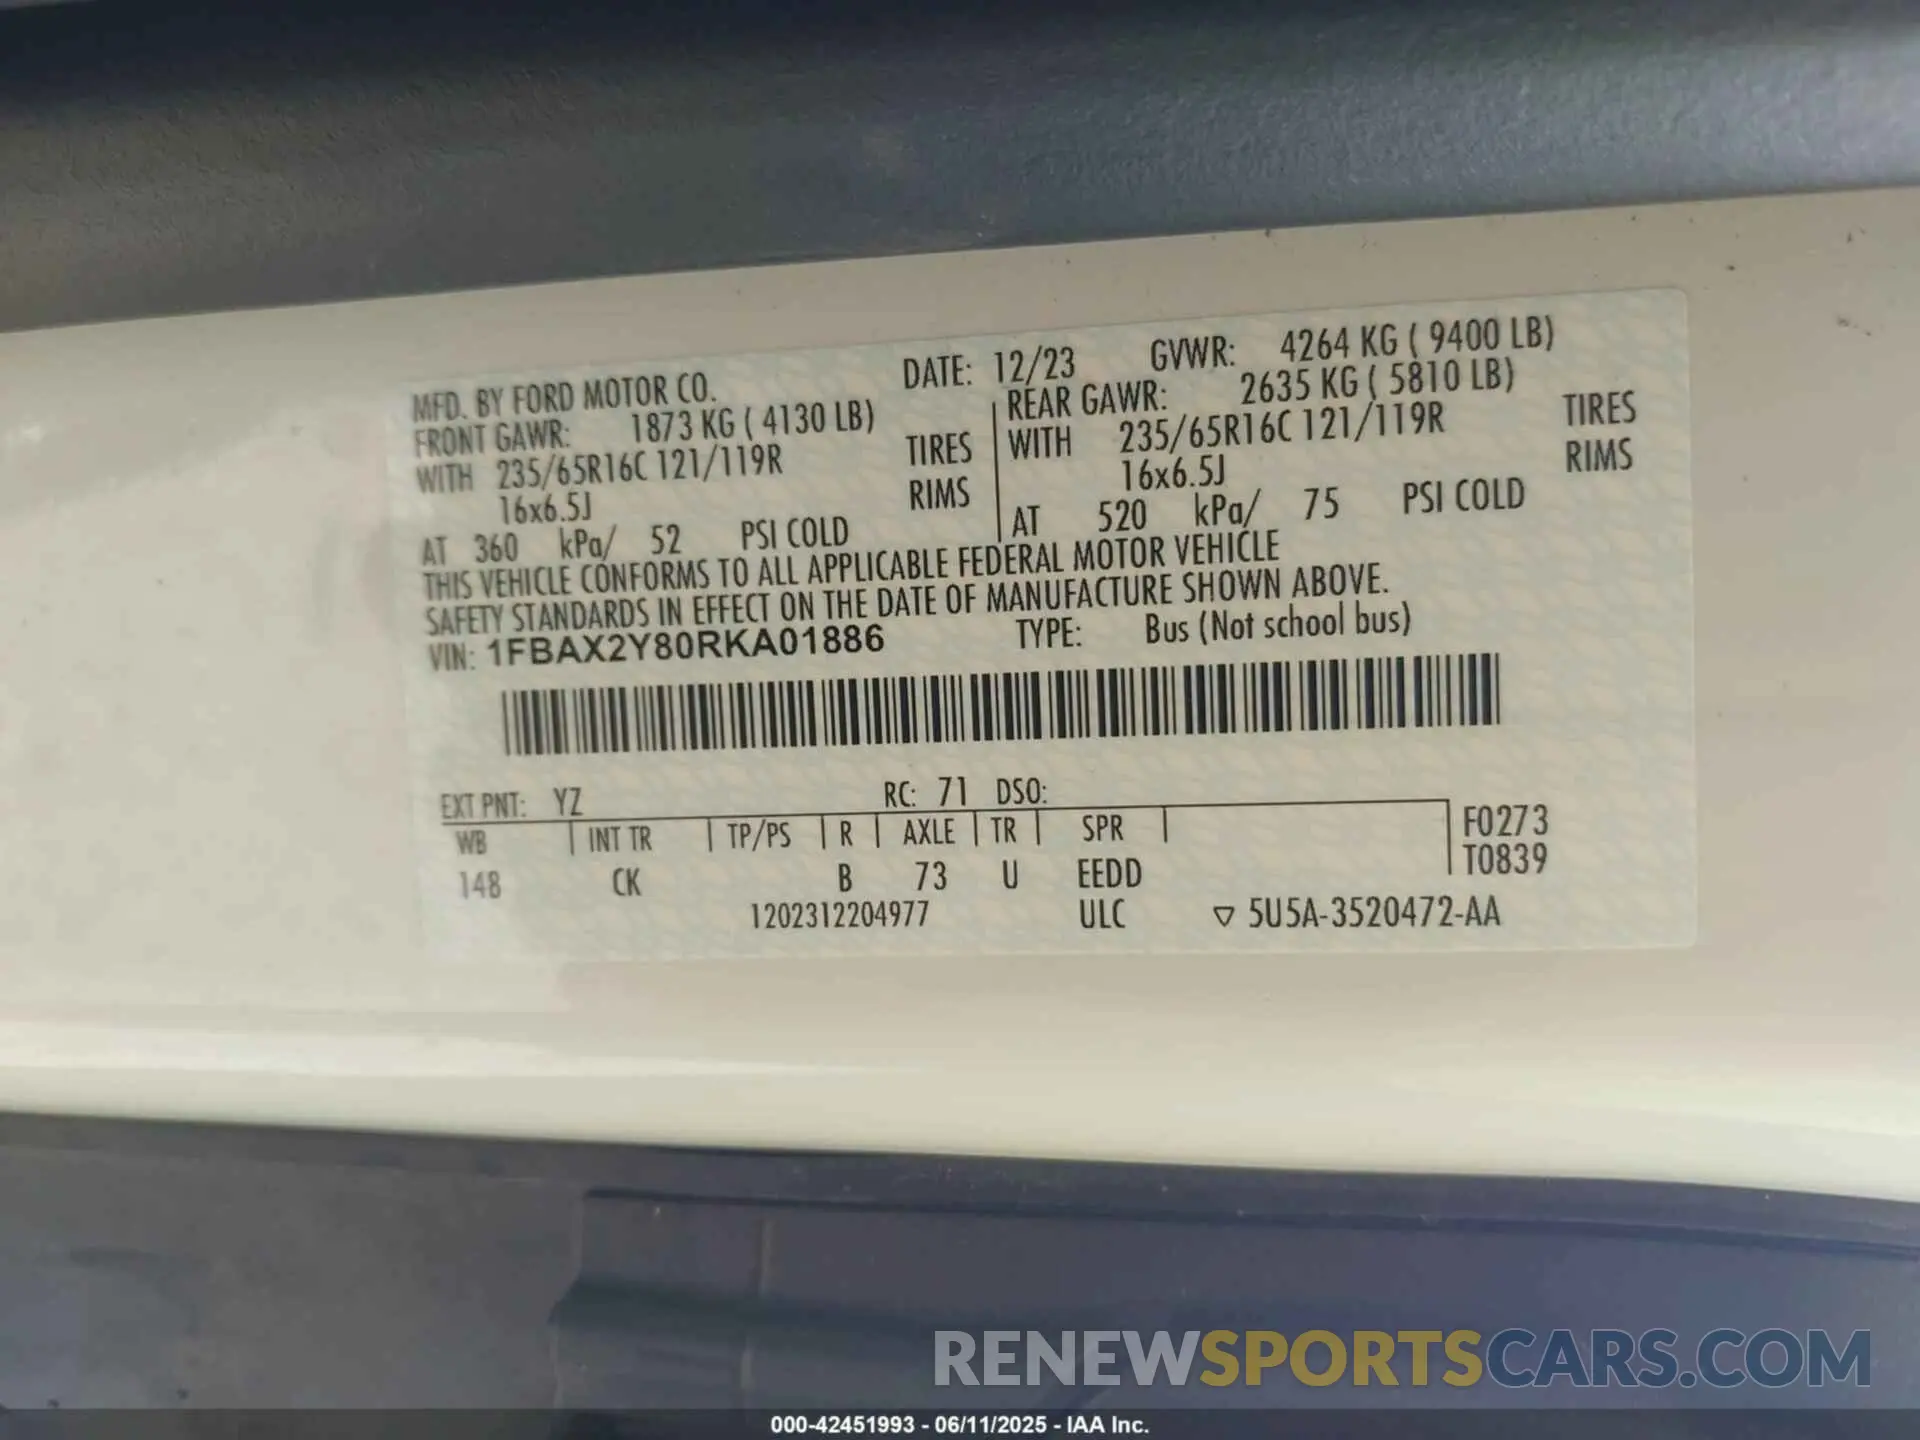 MFD. BY FORD MOTOR CO. DATE: 12/23 GVWR: 4264 KG ( 9400 LB)
FRONT GAWR: 1873 KG ( 4130 LB) REAR GAWR: 2635 KG ( 5810 LB)
WITH 235/65R16C 121/119R TIRES WITH 235/65R16C 121/119R TIRES
16x6.5J RIMS 16x6.5J RIMS
AT 360 kPa/ 52 PSI COLD AT 520 kPa/ 75 PSI COLD
THIS VEHICLE CONFORMS TO ALL APPLICABLE FEDERAL MOTOR VEHICLE
SAFETY STANDARDS IN EFFECT ON THE DATE OF MANUFACTURE SHOWN ABOVE.
VIN: 1FBAX2Y80RKA01886 TYPE: Bus (Not school bus)
EXT PNT: YZ RC: 71 DSO:
WB INT TR TP/PS R AXLE TR SPR F0273
148 CK B 73 U EEDD T0839
1202312204977 ULC ▽ 5U5A-3520472-AA
RENEWSPORTSCARS.COM
000-42451993 - 06/11/2025 - IAA Inc.